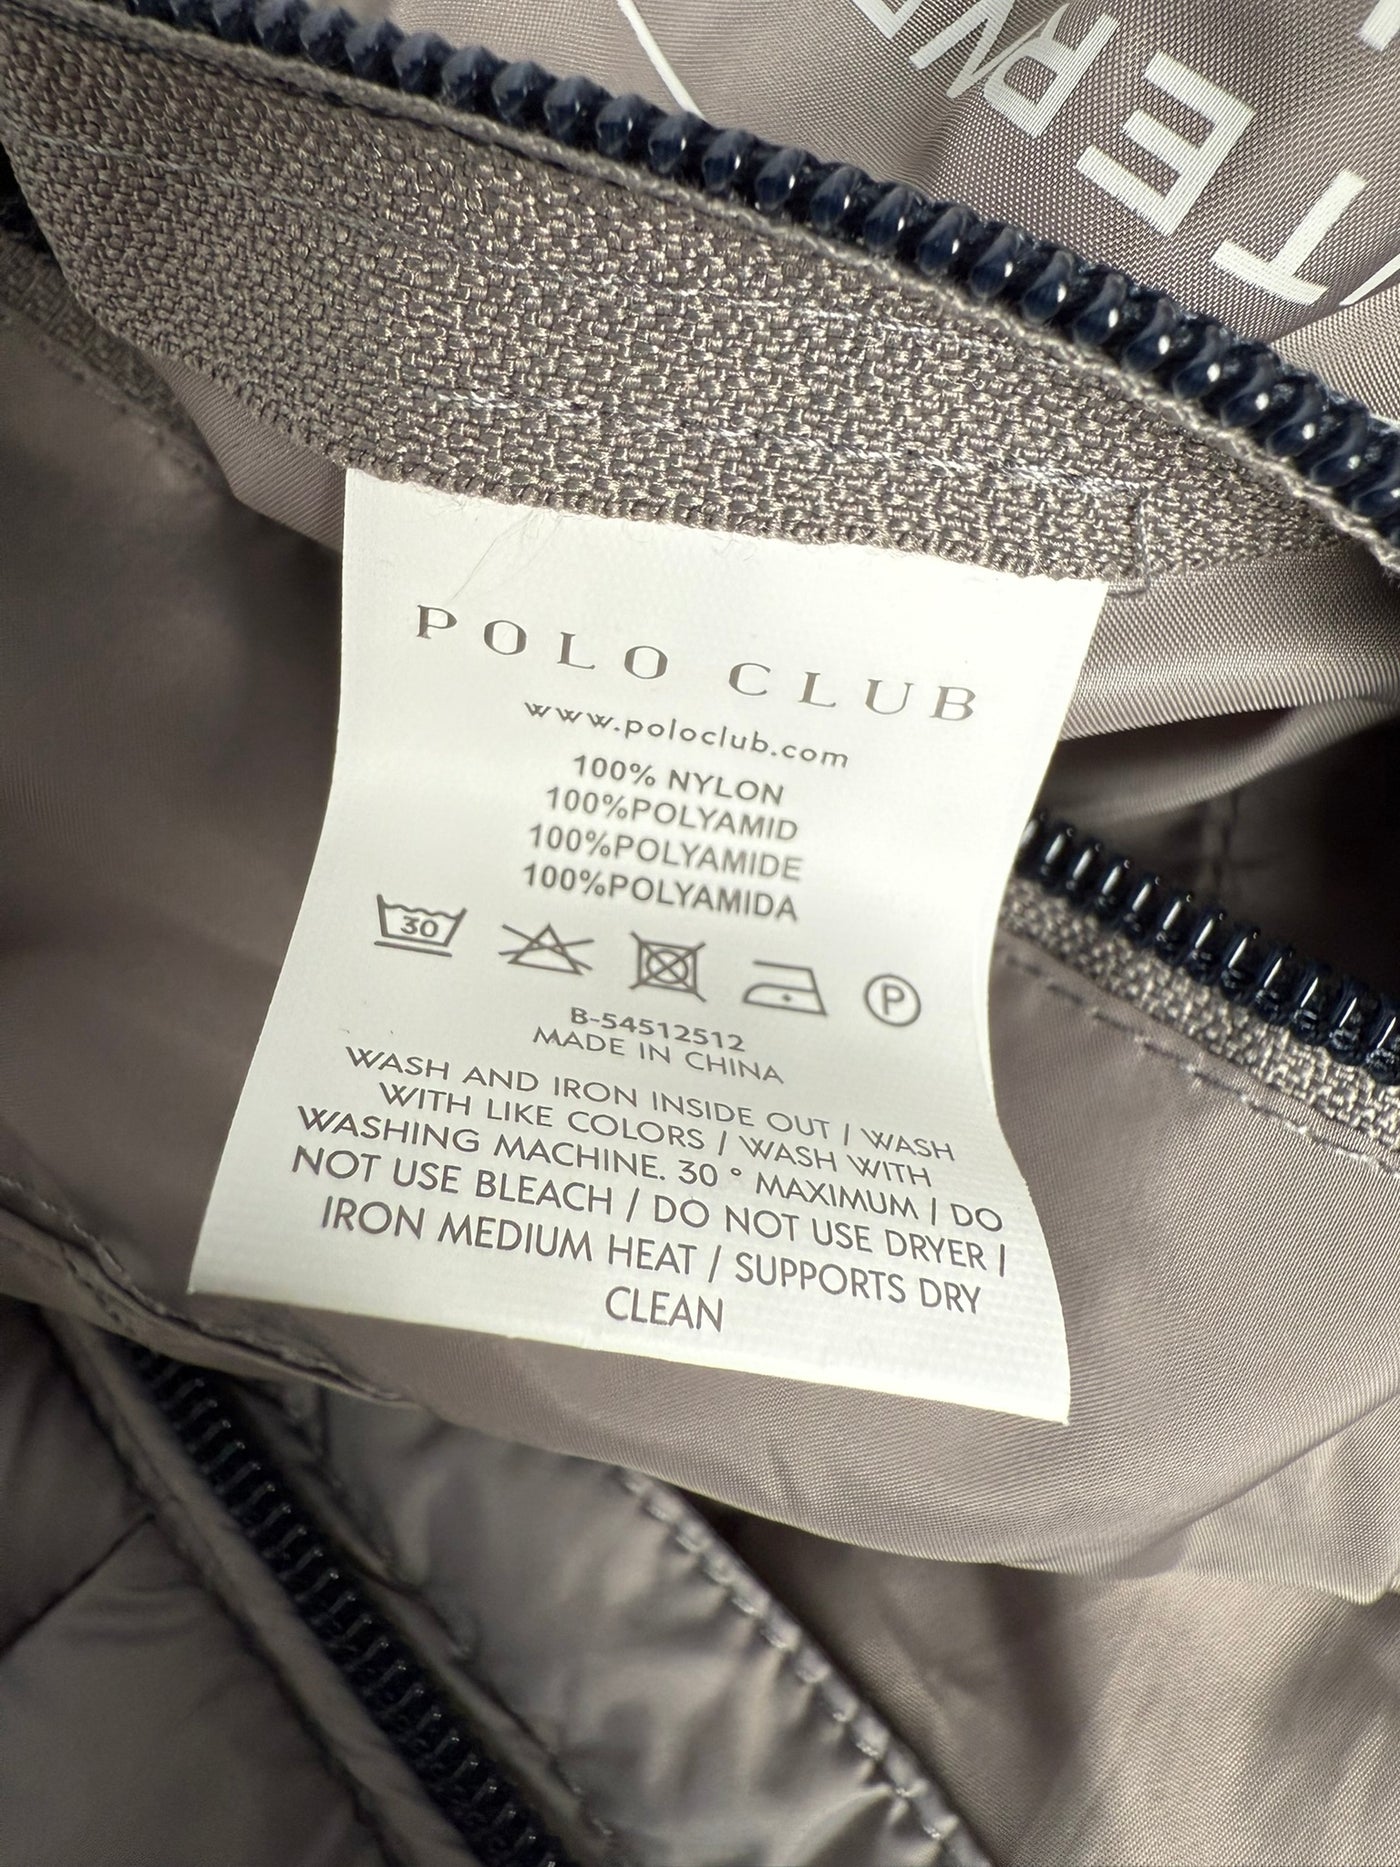 POLO CLUB
www.poloclub.com
100% NYLON
100%POLYAMID
100%POLYAMIDE
100%POLYAMIDA
30
P
B-54512512
MADE IN CHINA
WASH AND IRON INSIDE OUT / WASH
WITH LIKE COLORS / WASH WITH
WASHING MACHINE. 30 ° MAXIMUM / DO
NOT USE BLEACH / DO NOT USE DRYER /
IRON MEDIUM HEAT / SUPPORTS DRY
CLEAN